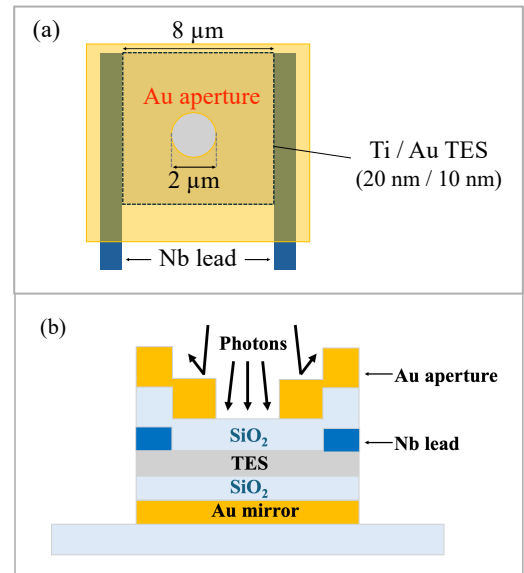 (a)
8 µm
Au aperture
2 µm
Ti / Au TES
(20 nm / 10 nm)
Nb lead
(b)
Photons
Au aperture
SiO₂
Nb lead
TES
SiO₂
Au mirror